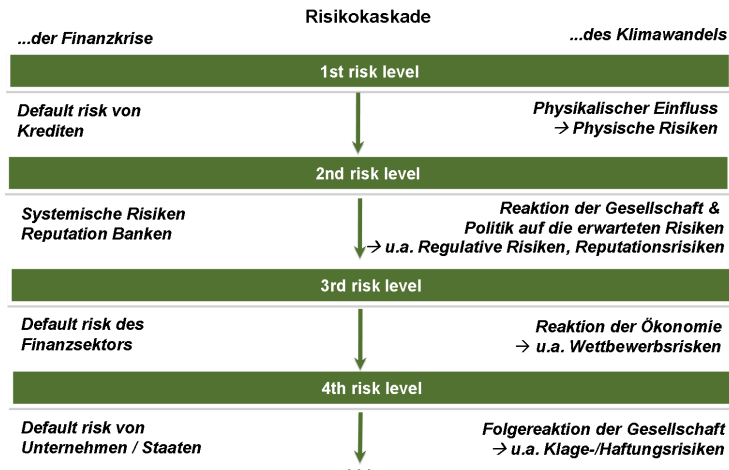 Risikokaskade
...der Finanzkrise
...des Klimawandels
1st risk level
Default risk von
Krediten
Physikalischer Einfluss
→ Physische Risiken
2nd risk level
Systemische Risiken
Reputation Banken
Reaktion der Gesellschaft &
Politik auf die erwarteten Risiken
→ u.a. Regulative Risiken, Reputationsrisiken
3rd risk level
Default risk des
Finanzsektors
Reaktion der Ökonomie
→ u.a. Wettbewerbsrisiken
4th risk level
Default risk von
Unternehmen / Staaten
Folgereaktion der Gesellschaft
→ u.a. Klage-/Haftungsrisiken